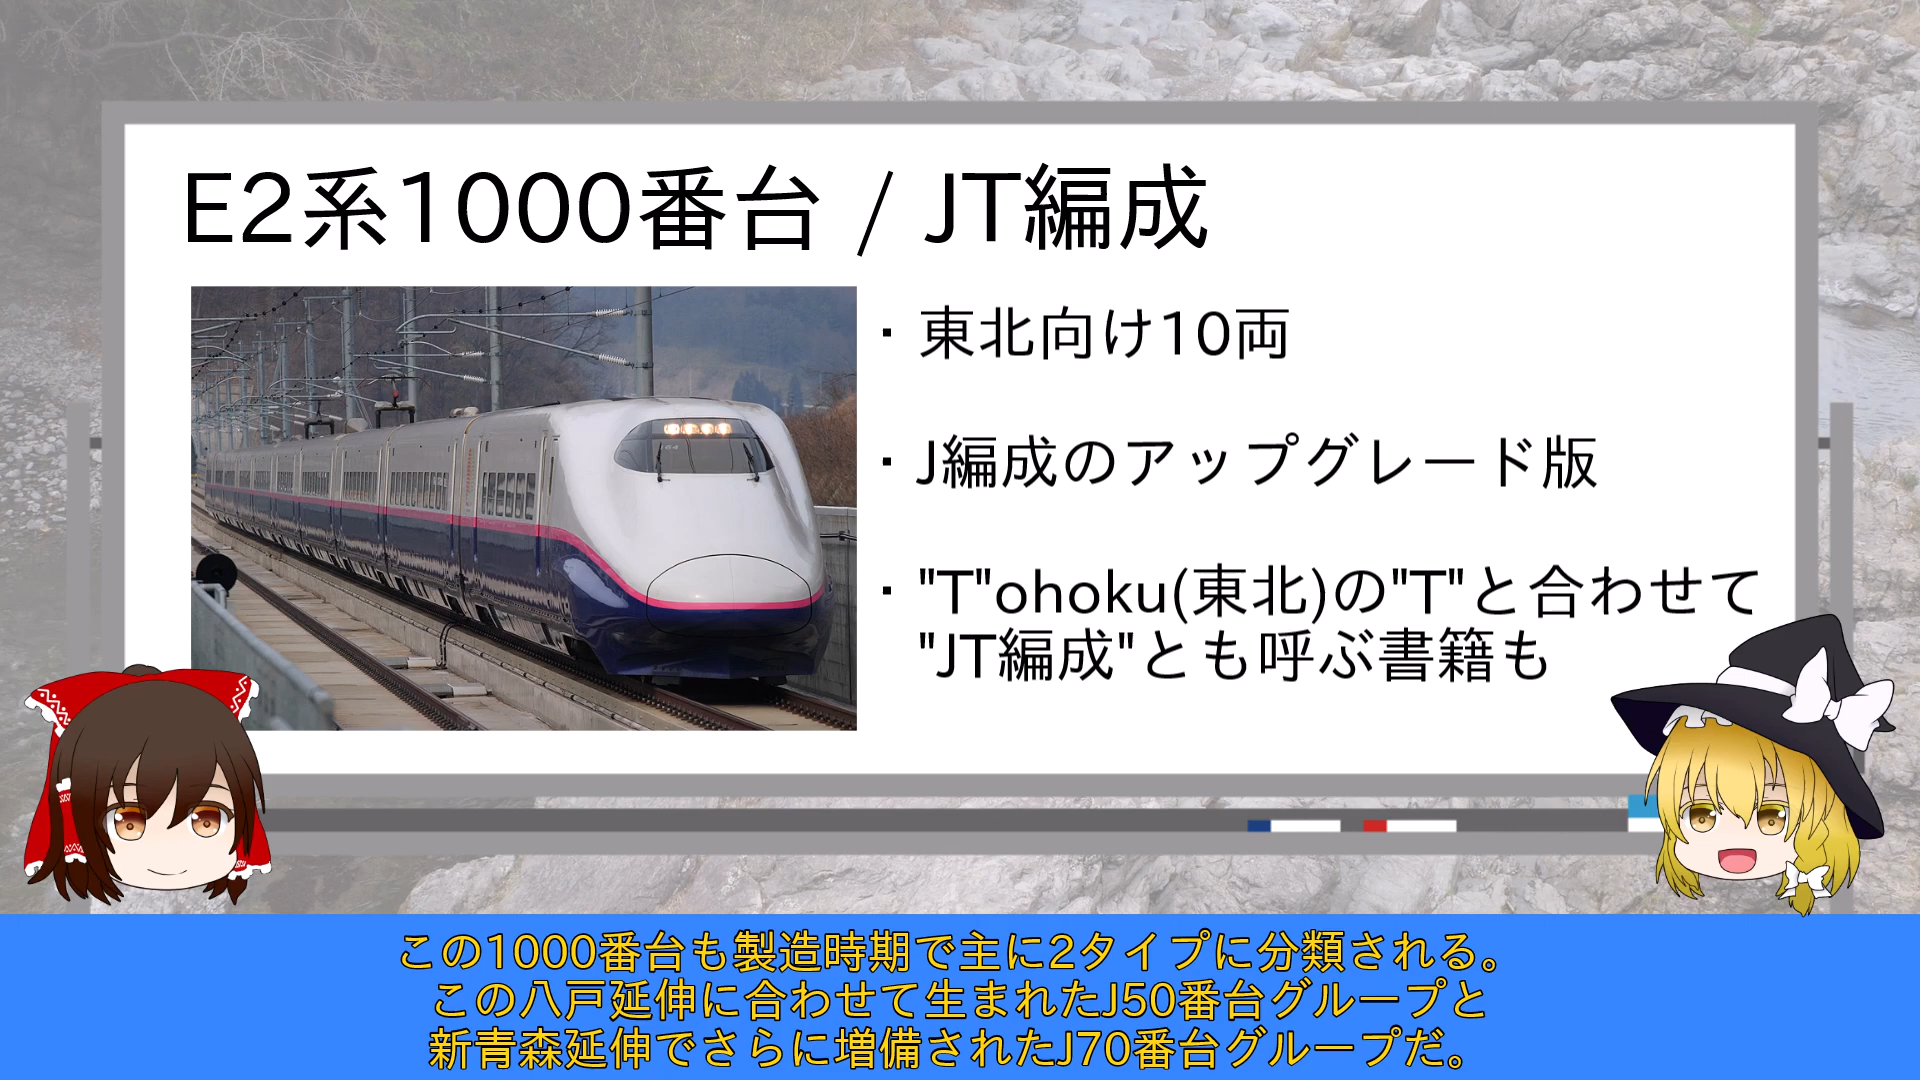 E2系1000番台 / JT編成
・東北向け10両
・J編成のアップグレード版
・"T"ohoku(東北)の"T"と合わせて
"JT編成"とも呼ぶ書籍も
この1000番台も製造時期で主に2タイプに分類される。
この八戸延伸に合わせて生まれたJ50番台グループと
新青森延伸でさらに増備されたJ70番台グループだ。